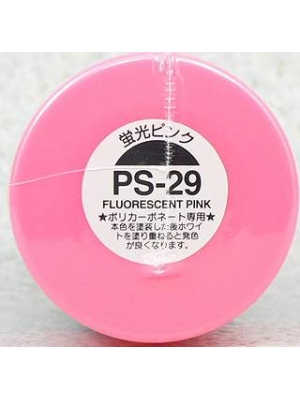 蛍光ピンク
PS-29
FLUORESCENT PINK
★ポリカーボネート専用★
本色を塗装した後ホワイ
トを塗り重ねると発色
が良くなります。